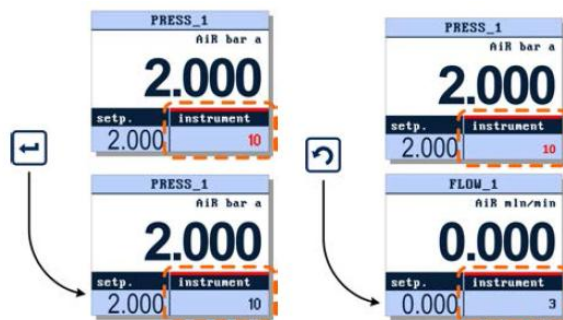 PRESS_1
AiR bar a
2.000
setp. instrument
2.000 10
PRESS_1
AiR bar a
2.000
setp. instrument
2.000 10
PRESS_1
AiR bar a
2.000
setp. instrument
2.000 10
FLOW_1
AiR mln/min
0.000
setp. instrument
0.000 3